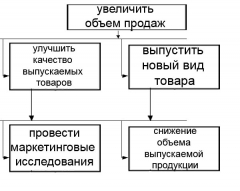 увеличить
объем продаж
улучшить
качество
выпускаемых
товаров
выпустить
новый вид
товара
провести
маркетинговые
исследования
снижение
объема
выпускаемой
продукции